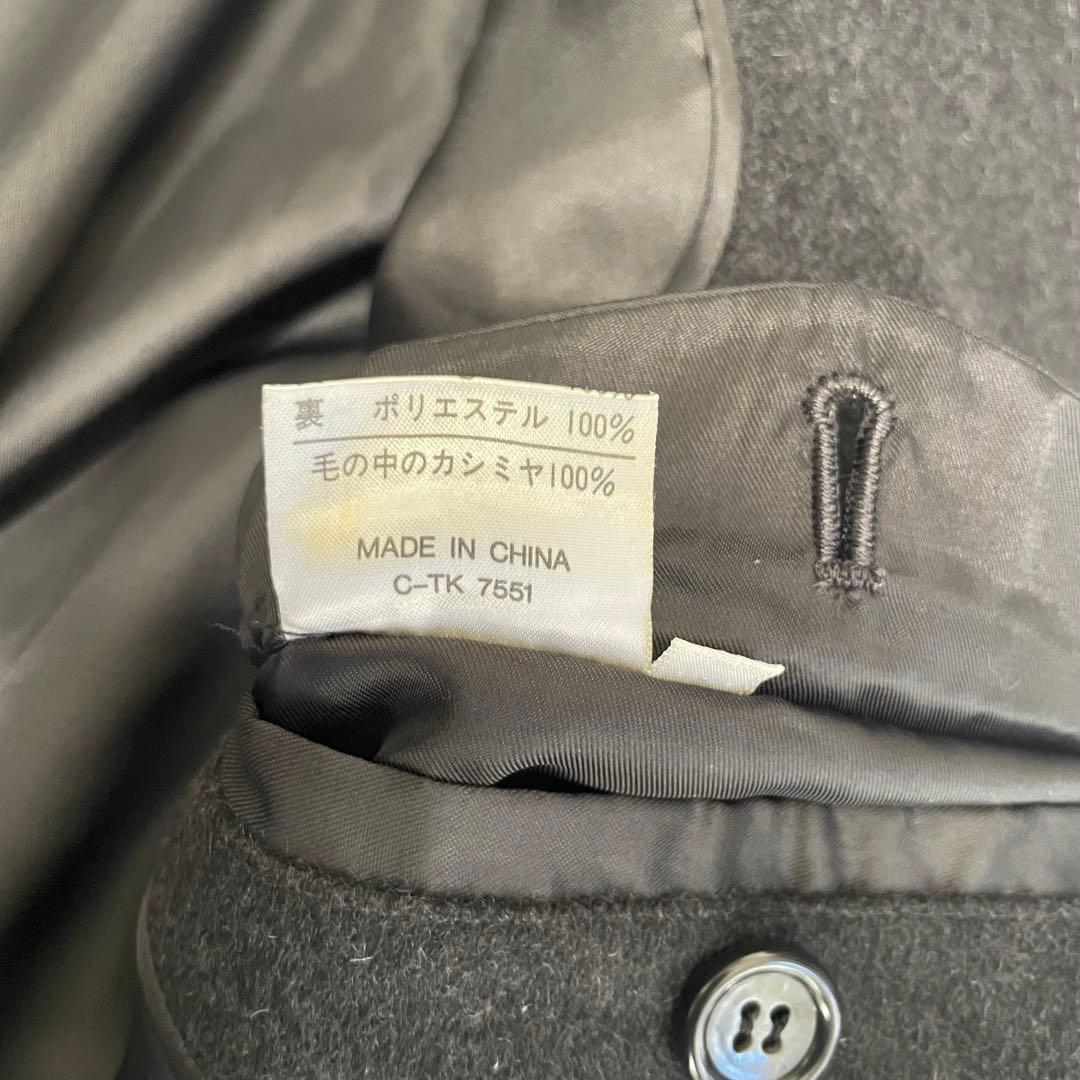 裏 ポリエステル 100%
毛の中のカシミヤ100%
MADE IN CHINA
C-TK 7551